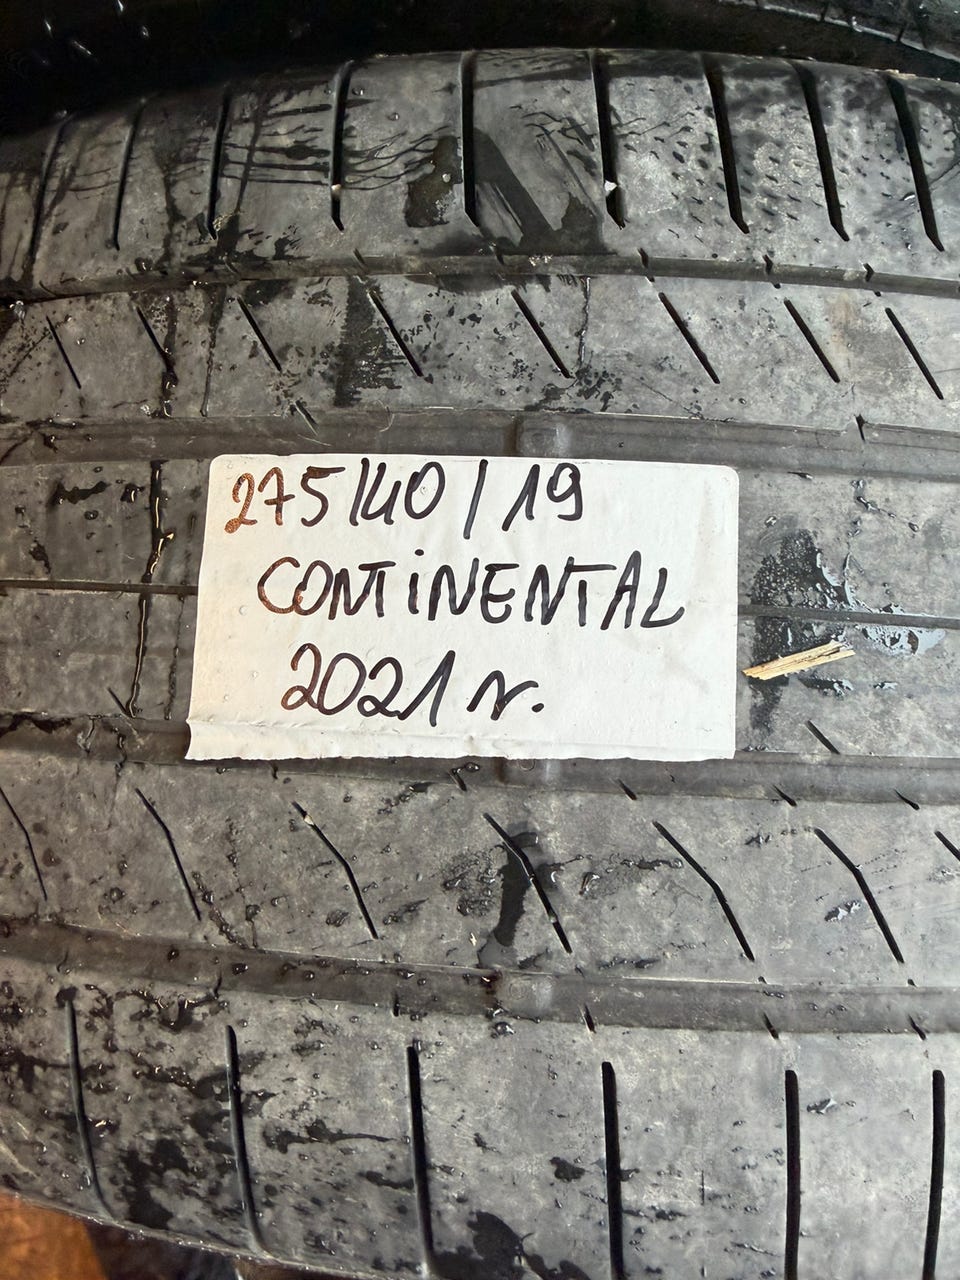 275/40/19
CONTiNENTAL
2021 r.